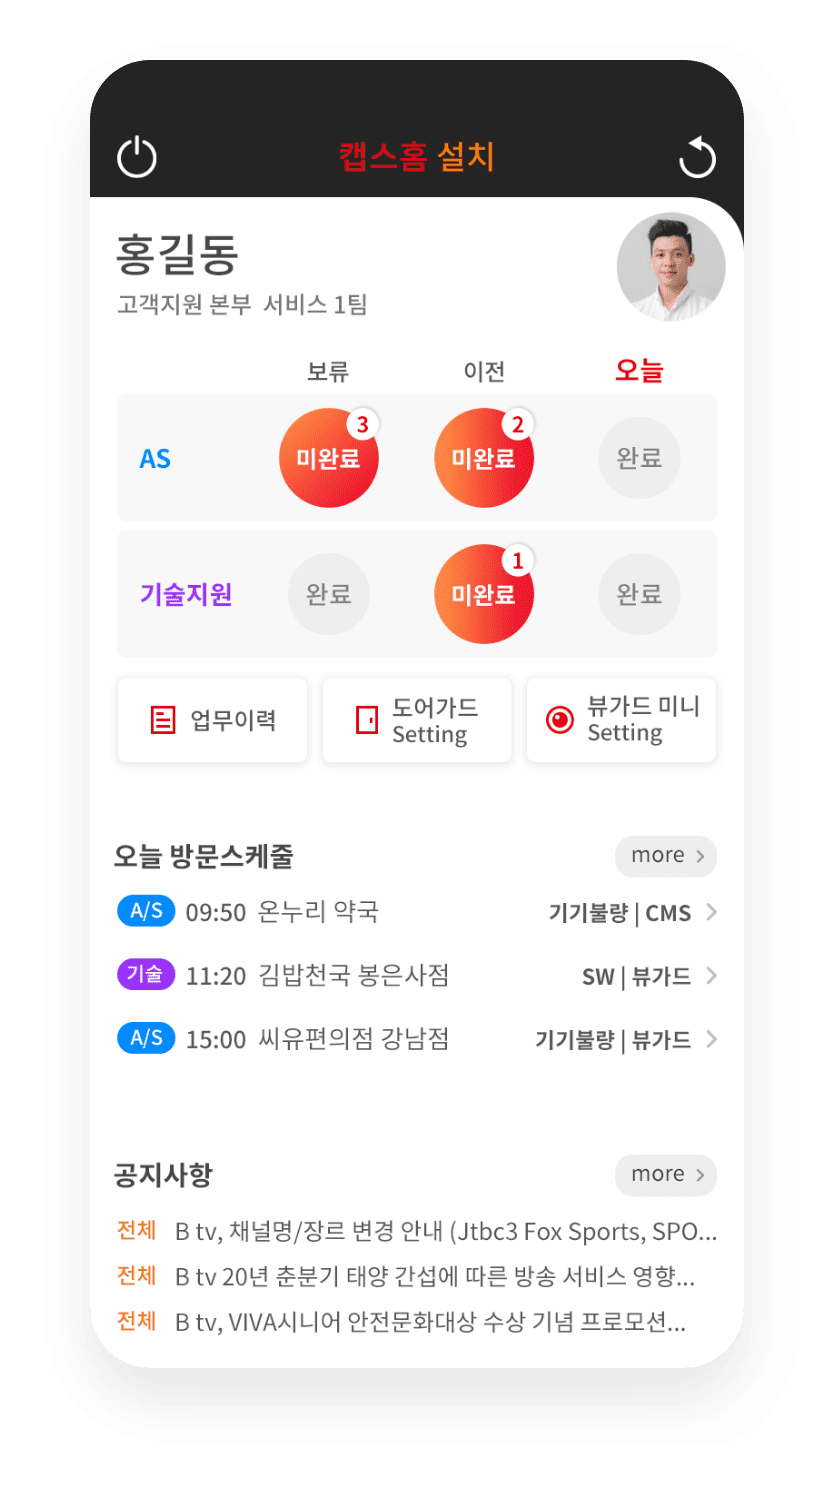 캡스홈 설치
홍길동
고객지원 본부 서비스 1팀
보류 이전 오늘
AS 미완료 3 미완료 2 완료
기술지원 완료 미완료 1 완료
업무이력
도어가드
Setting
뷰가드 미니
Setting
오늘 방문스케줄 more >
A/S 09:50 온누리 약국 기기불량 | CMS >
기술 11:20 김밥천국 봉은사점 SW | 뷰가드 >
A/S 15:00 씨유편의점 강남점 기기불량 | 뷰가드 >
공지사항 more >
전체 B tv, 채널명/장르 변경 안내 (Jtbc3 Fox Sports, SPO...
전체 B tv 20년 춘분기 태양 간섭에 따른 방송 서비스 영향...
전체 B tv, VIVA시니어 안전문화대상 수상 기념 프로모션...